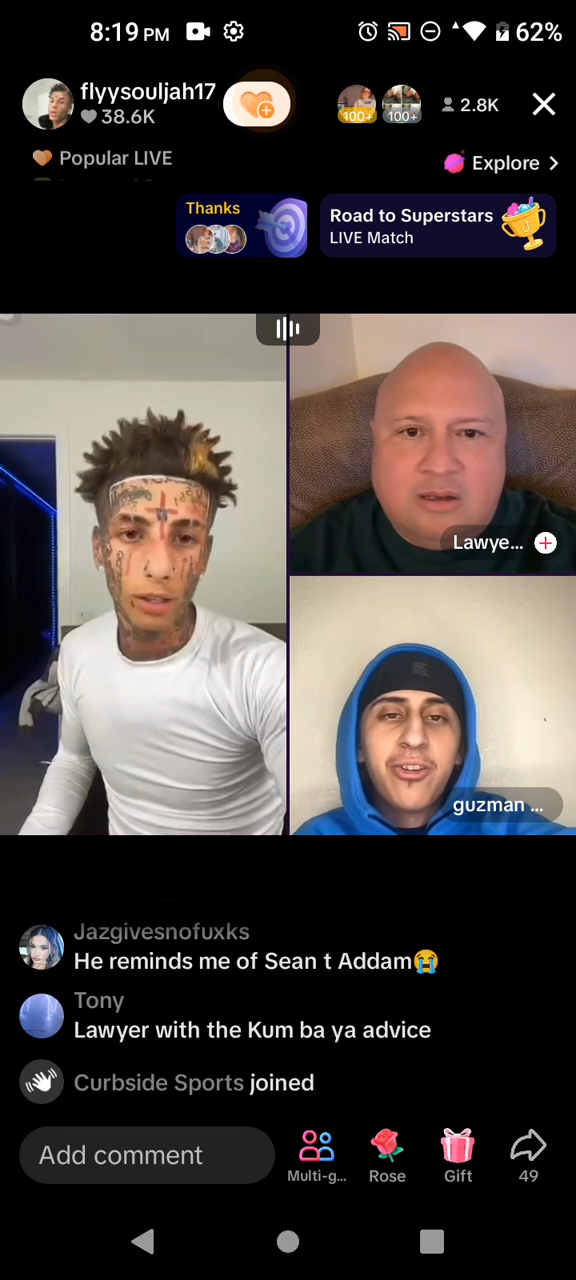 8:19 PM
62%
flyysouljah17
38.6K
100+
100+
2.8K
Popular LIVE
Explore
Thanks
Road to Superstars
LIVE Match
Lawye...
guzman ...
Jazgivesnofuxks
He reminds me of Sean t Addam😭
Tony
Lawyer with the Kum ba ya advice
Curbside Sports joined
Add comment
Multi-g...
Rose
Gift
49